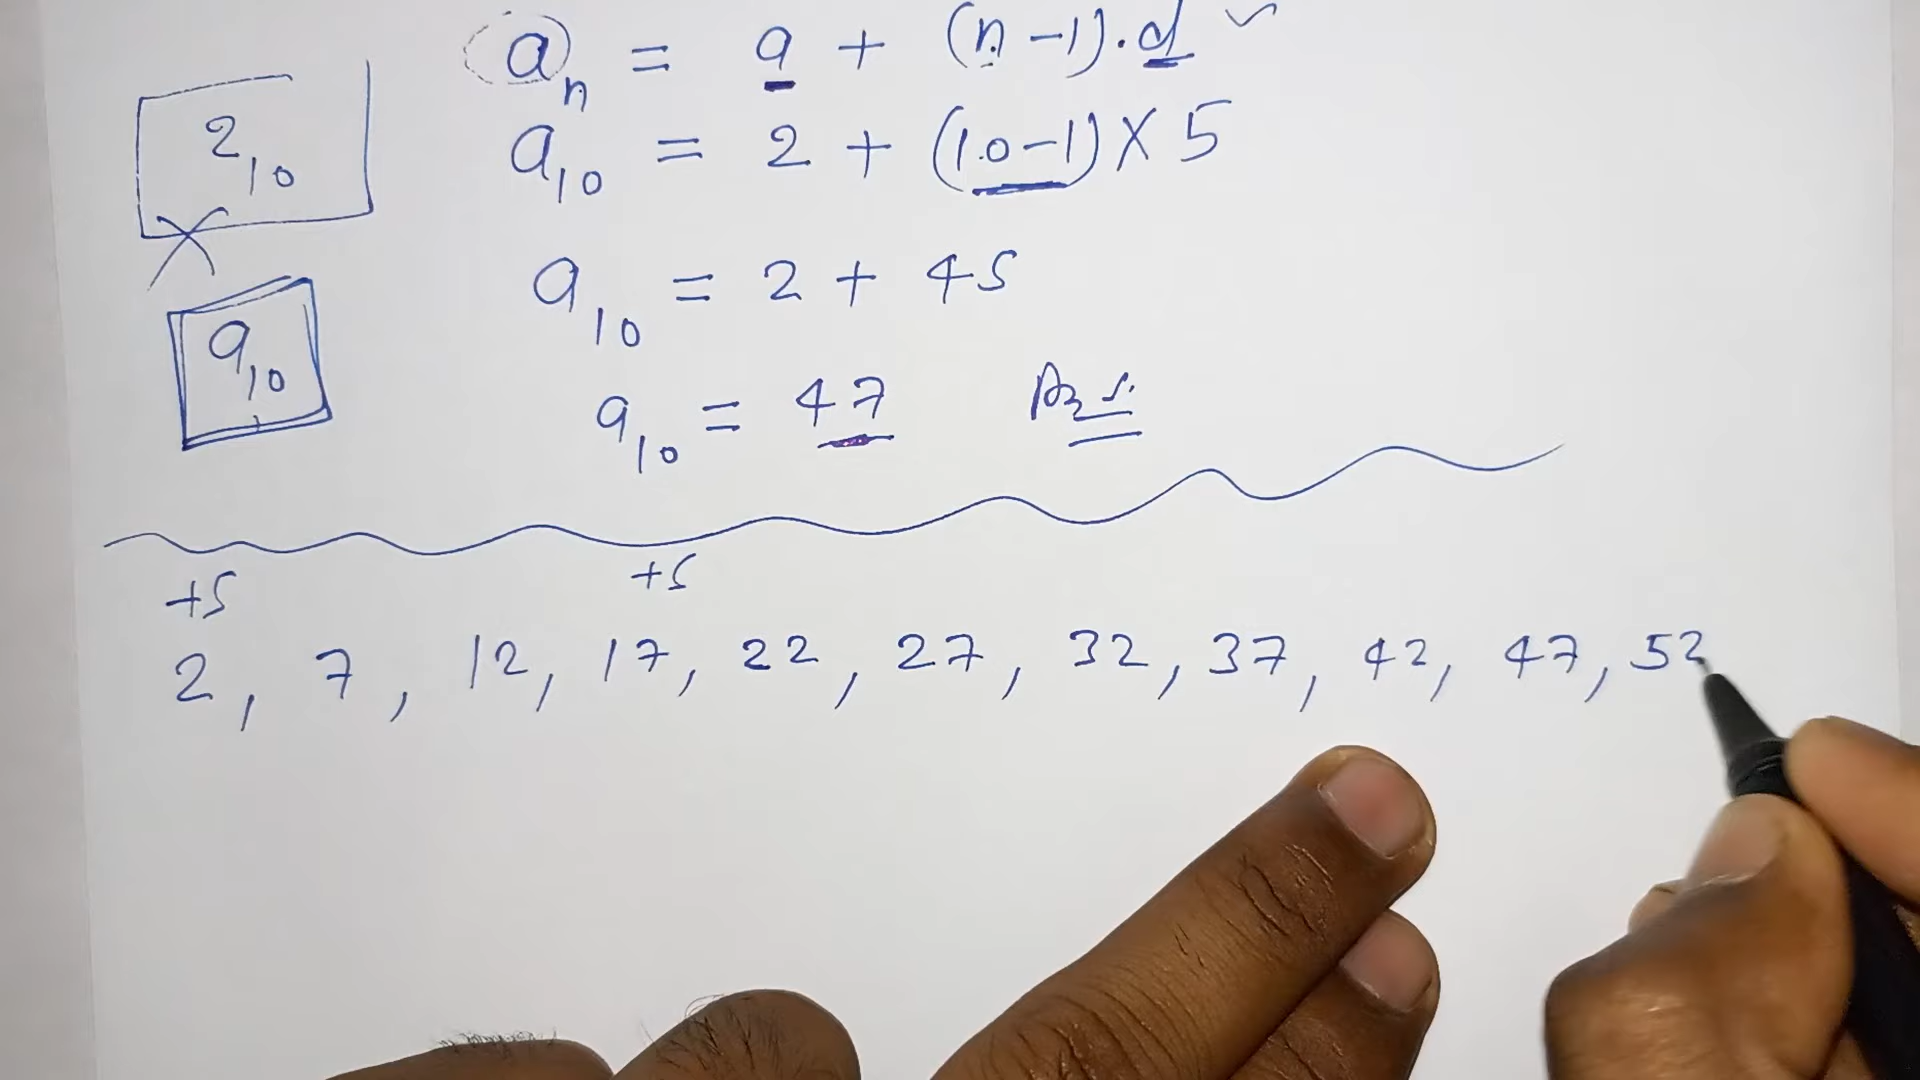 aₙ = a + (n-1).d ✓
2₁₀
a₁₀ = 2 + (10-1) X 5
a₁₀ = 2 + 45
a₁₀
a₁₀ = 47 Ans.
+5 +5
2, 7, 12, 17, 22, 27, 32, 37, 42, 47, 52